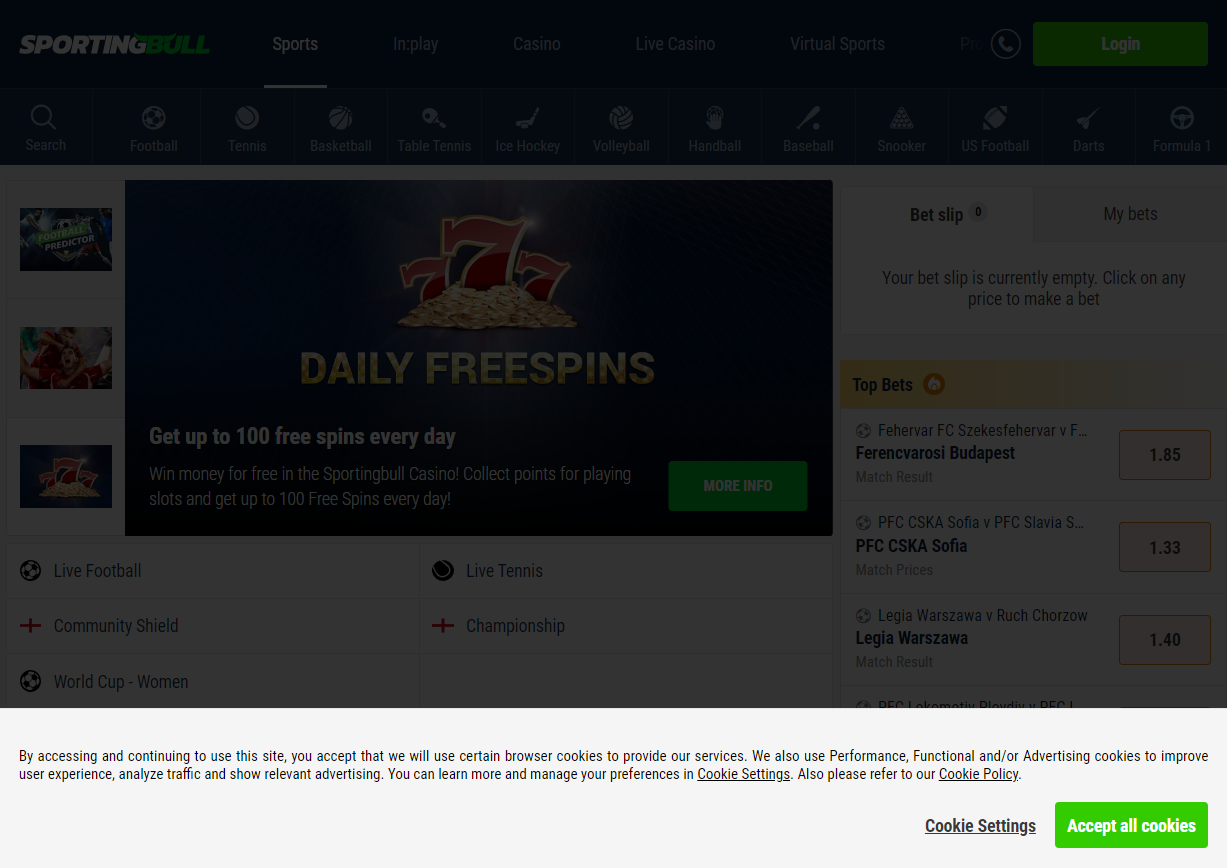 SPORTINGBULL
Sports
In:play
Casino
Live Casino
Virtual Sports
Login
Search
Football
Tennis
Basketball
Table Tennis
Ice Hockey
Volleyball
Handball
Baseball
Snooker
US Football
Darts
Formula 1
FOOTBALL
PREDICTOR
777
DAILY FREESPINS
Get up to 100 free spins every day
Win money for free in the Sportingbull Casino! Collect points for playing
slots and get up to 100 Free Spins every day!
MORE INFO
Live Football
Live Tennis
Community Shield
Championship
World Cup - Women
Bet slip 0
My bets
Your bet slip is currently empty. Click on any
price to make a bet
Top Bets
Fehervar FC Szekesfehervar v F...
Ferencvarosi Budapest
Match Result
1.85
PFC CSKA Sofia v PFC Slavia S...
PFC CSKA Sofia
Match Prices
1.33
Legia Warszawa v Ruch Chorzow
Legia Warszawa
Match Result
1.40
By accessing and continuing to use this site, you accept that we will use certain browser cookies to provide our services. We also use Performance, Functional and/or Advertising cookies to improve
user experience, analyze traffic and show relevant advertising. You can learn more and manage your preferences in Cookie Settings. Also please refer to our Cookie Policy.
Cookie Settings
Accept all cookies